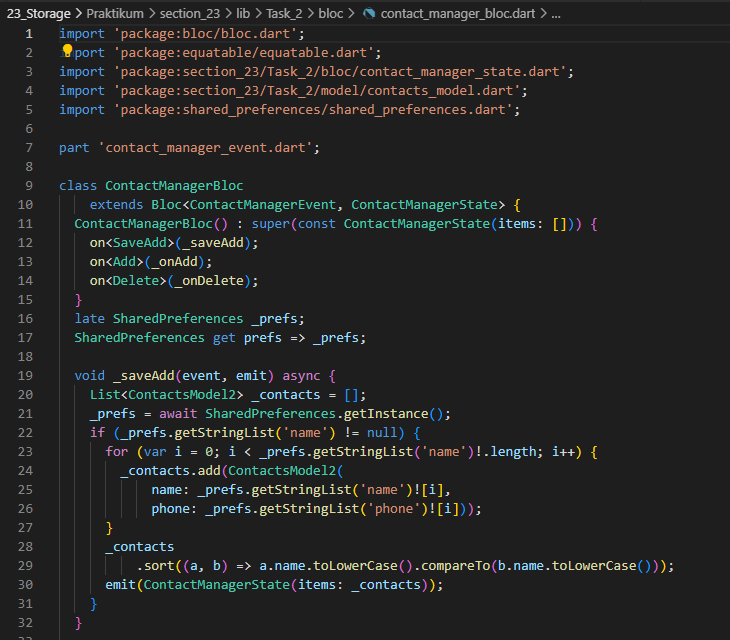 23_Storage > Praktikum > section_23 > lib > Task_2 > bloc > contact_manager_bloc.dart > ...
1 import 'package:bloc/bloc.dart';
2 port 'package:equatable/equatable.dart';
3 import 'package:section_23/Task_2/bloc/contact_manager_state.dart';
4 import 'package:section_23/Task_2/model/contacts_model.dart';
5 import 'package:shared_preferences/shared_preferences.dart';
6
7 part 'contact_manager_event.dart';
8
9 class ContactManagerBloc
10     extends Bloc<ContactManagerEvent, ContactManagerState> {
11   ContactManagerBloc() : super(const ContactManagerState(items: [])) {
12     on<SaveAdd>(_saveAdd);
13     on<Add>(_onAdd);
14     on<Delete>(_onDelete);
15   }
16   late SharedPreferences _prefs;
17   SharedPreferences get prefs => _prefs;
18
19   void _saveAdd(event, emit) async {
20     List<ContactsModel2> _contacts = [];
21     _prefs = await SharedPreferences.getInstance();
22     if (_prefs.getStringList('name') != null) {
23       for (var i = 0; i < _prefs.getStringList('name')!.length; i++) {
24         _contacts.add(ContactsModel2(
25             name: _prefs.getStringList('name')![i],
26             phone: _prefs.getStringList('phone')![i]));
27       }
28       _contacts
29           .sort((a, b) => a.name.toLowerCase().compareTo(b.name.toLowerCase()));
30       emit(ContactManagerState(items: _contacts));
31     }
32   }